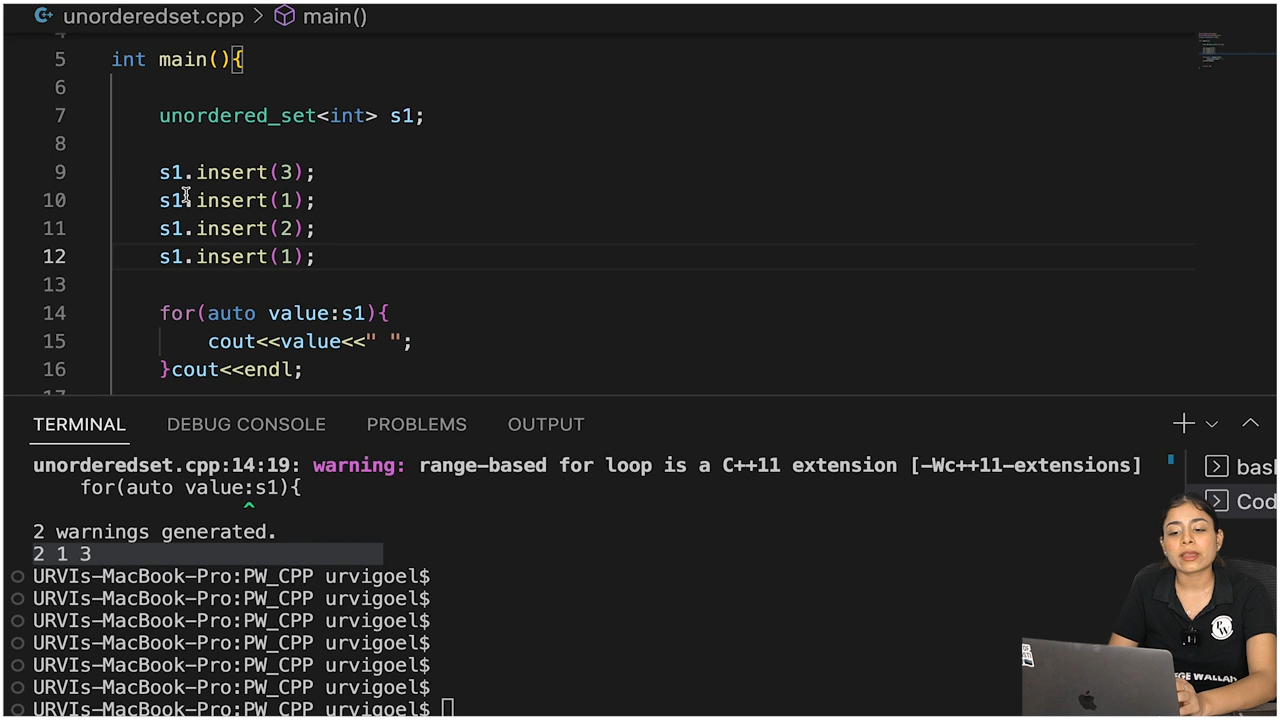 unorderedset.cpp > main()
4
5 int main(){
6
7 unordered_set<int> s1;
8
9 s1.insert(3);
10 s1.insert(1);
11 s1.insert(2);
12 s1.insert(1);
13
14 for(auto value:s1){
15 cout<<value<<" ";
16 }cout<<endl;
17
TERMINAL DEBUG CONSOLE PROBLEMS OUTPUT
unorderedset.cpp:14:19: warning: range-based for loop is a C++11 extension [-Wc++11-extensions]
for(auto value:s1){
^
2 warnings generated.
2 1 3
URVIs-MacBook-Pro:PW_CPP urvigoel$
URVIs-MacBook-Pro:PW_CPP urvigoel$
URVIs-MacBook-Pro:PW_CPP urvigoel$
URVIs-MacBook-Pro:PW_CPP urvigoel$
URVIs-MacBook-Pro:PW_CPP urvigoel$
URVIs-MacBook-Pro:PW_CPP urvigoel$
URVIs-MacBook-Pro:PW_CPP urvigoel$
bas
Cod
PW